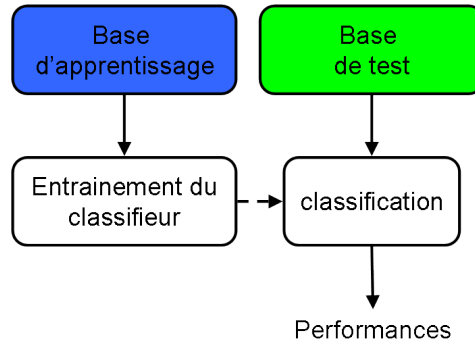 Base
d'apprentissage
Base
de test
Entrainement du
classifieur
classification
Performances